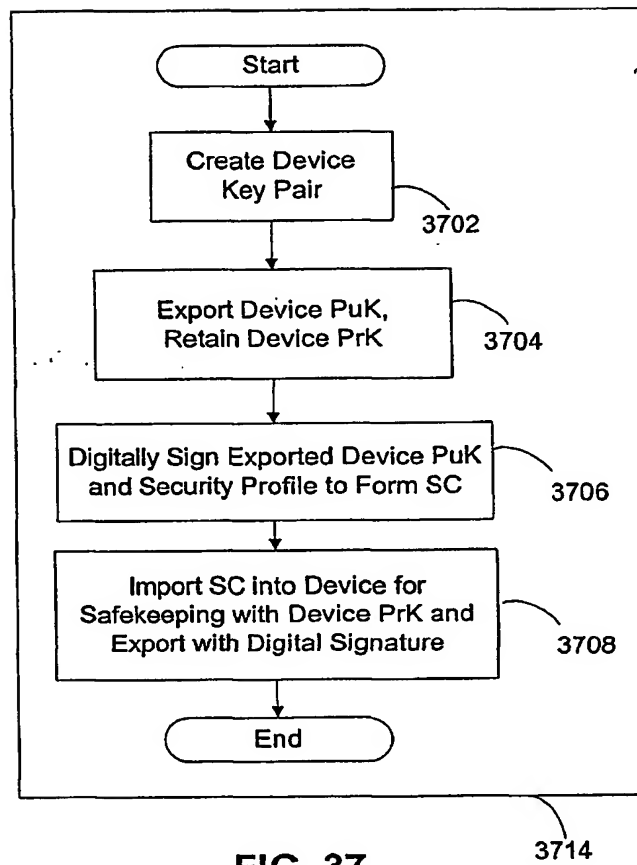 Start
Create Device
Key Pair
3702
Export Device PuK,
Retain Device PrK
3704
Digitally Sign Exported Device PuK
and Security Profile to Form SC
3706
Import SC into Device for
Safekeeping with Device PrK and
Export with Digital Signature
3708
End
3714
FIG. 37